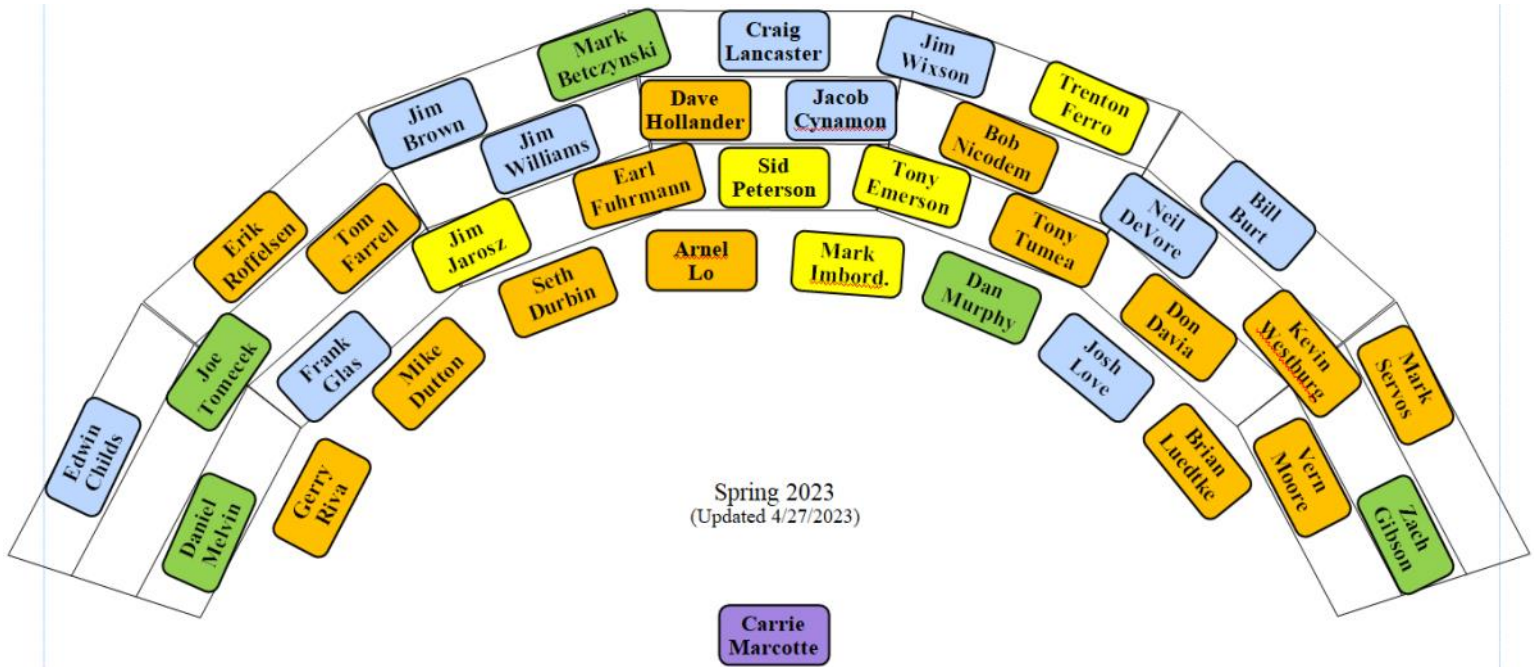 Craig
Lancaster
Mark
Betczynski
Jim
Wixson
Trenton
Ferro
Jim
Brown
Bill
Burt
Erik
Roffelsen
Mark
Servos
Edwin
Childs
Dave
Hollander
Jacob
Cynamon
Jim
Williams
Bob
Nicodem
Tom
Farrell
Neil
DeVore
Joe
Tomecek
Kevin
Westburg
Zach
Gibson
Sid
Peterson
Earl
Fuhrmann
Tony
Emerson
Jim
Jarosz
Tony
Tumea
Frank
Glas
Don
Davia
Daniel
Melvin
Vern
Moore
Arnel
Lo
Mark
Imbord.
Seth
Durbin
Dan
Murphy
Mike
Dutton
Josh
Love
Gerry
Riva
Brian
Luedtke
Spring 2023
(Updated 4/27/2023)
Carrie
Marcotte